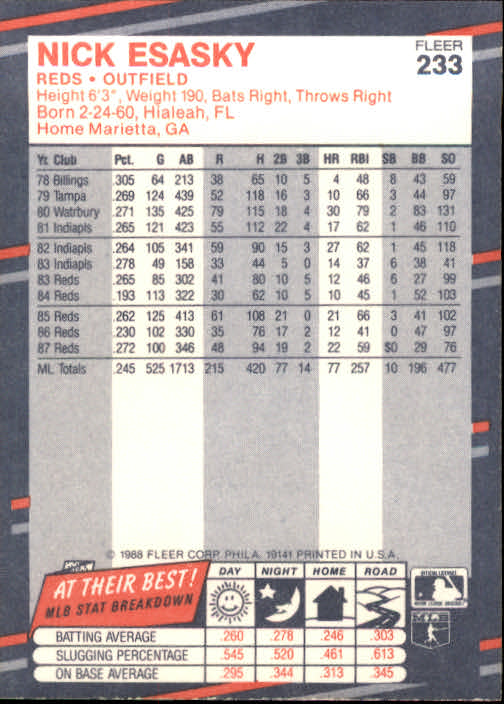 NICK ESASKY
REDS • OUTFIELD
FLEER
233
Height 6'3", Weight 190, Bats Right, Throws Right
Born 2-24-60, Hialeah, FL
Home Marietta, GA
Yr. Club Pct. G AB R H 2B 3B HR RBI SB BB SO
78 Billings .305 64 213 38 65 10 5 4 48 8 43 59
79 Tampa .269 124 439 52 118 16 3 10 66 3 44 97
80 Watrbury .271 135 425 79 115 18 4 30 79 2 83 131
81 Indiapls .265 121 423 55 112 22 4 17 62 1 46 110
82 Indiapls .264 105 341 59 90 15 3 27 62 1 45 118
83 Indiapls .278 49 158 33 44 5 0 14 37 6 38 41
83 Reds .265 85 302 41 80 10 5 12 46 6 27 99
84 Reds .193 113 322 30 62 10 5 10 45 1 52 103
85 Reds .262 125 413 61 108 21 0 21 66 3 41 102
86 Reds .230 102 330 35 76 17 2 12 41 0 47 97
87 Reds .272 100 346 48 94 19 2 22 59 $0 29 76
ML Totals .245 525 1713 215 420 77 14 77 257 10 196 477
© 1988 FLEER CORP. PHILA. 19141 PRINTED IN U.S.A.
AT THEIR BEST!
MLB STAT BREAKDOWN
DAY NIGHT HOME ROAD
BATTING AVERAGE .260 .278 .246 .303
SLUGGING PERCENTAGE .545 .520 .461 .613
ON BASE AVERAGE .295 .344 .313 .345